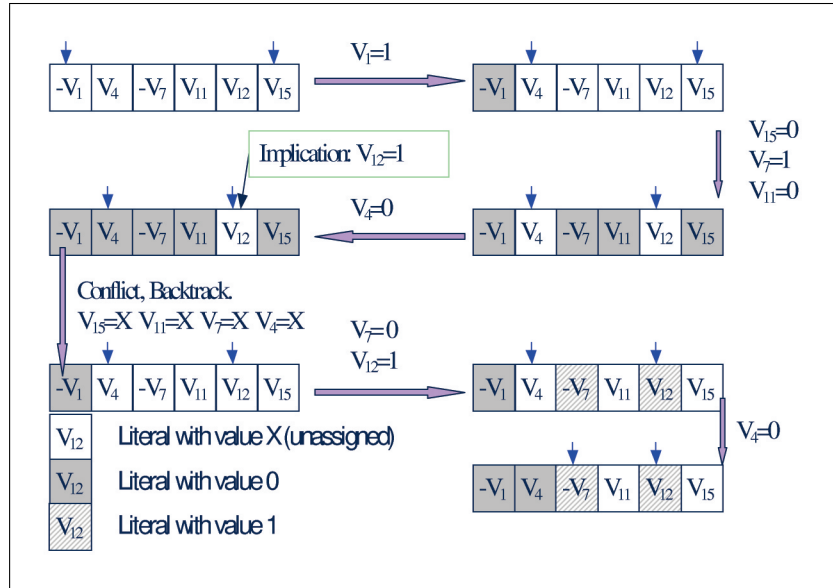 V₁=1
-V₁ V₄ -V₇ V₁₁ V₁₂ V₁₅
-V₁ V₄ -V₇ V₁₁ V₁₂ V₁₅
V₁₅=0
V₇=1
V₁₁=0
Implication: V₁₂=1
V₄=0
-V₁ V₄ -V₇ V₁₁ V₁₂ V₁₅
-V₁ V₄ -V₇ V₁₁ V₁₂ V₁₅
Conflict, Backtrack.
V₁₅=X V₁₁=X V₇=X V₄=X
V₇=0
V₁₂=1
-V₁ V₄ -V₇ V₁₁ V₁₂ V₁₅
-V₁ V₄ -V₇ V₁₁ V₁₂ V₁₅
V₄=0
V₁₂ Literal with value X (unassigned)
V₁₂ Literal with value 0
-V₁ V₄ -V₇ V₁₁ V₁₂ V₁₅
V₁₂ Literal with value 1